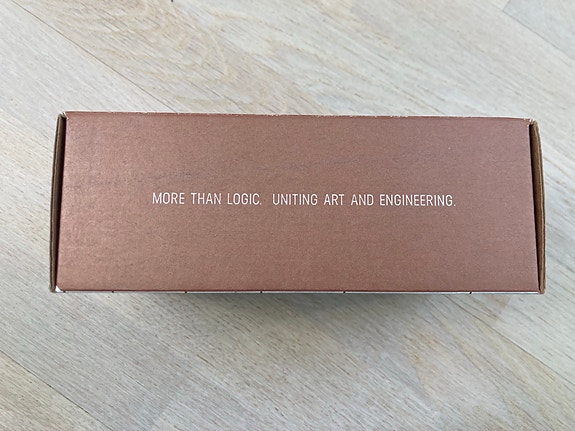 MORE THAN LOGIC. UNITING ART AND ENGINEERING.